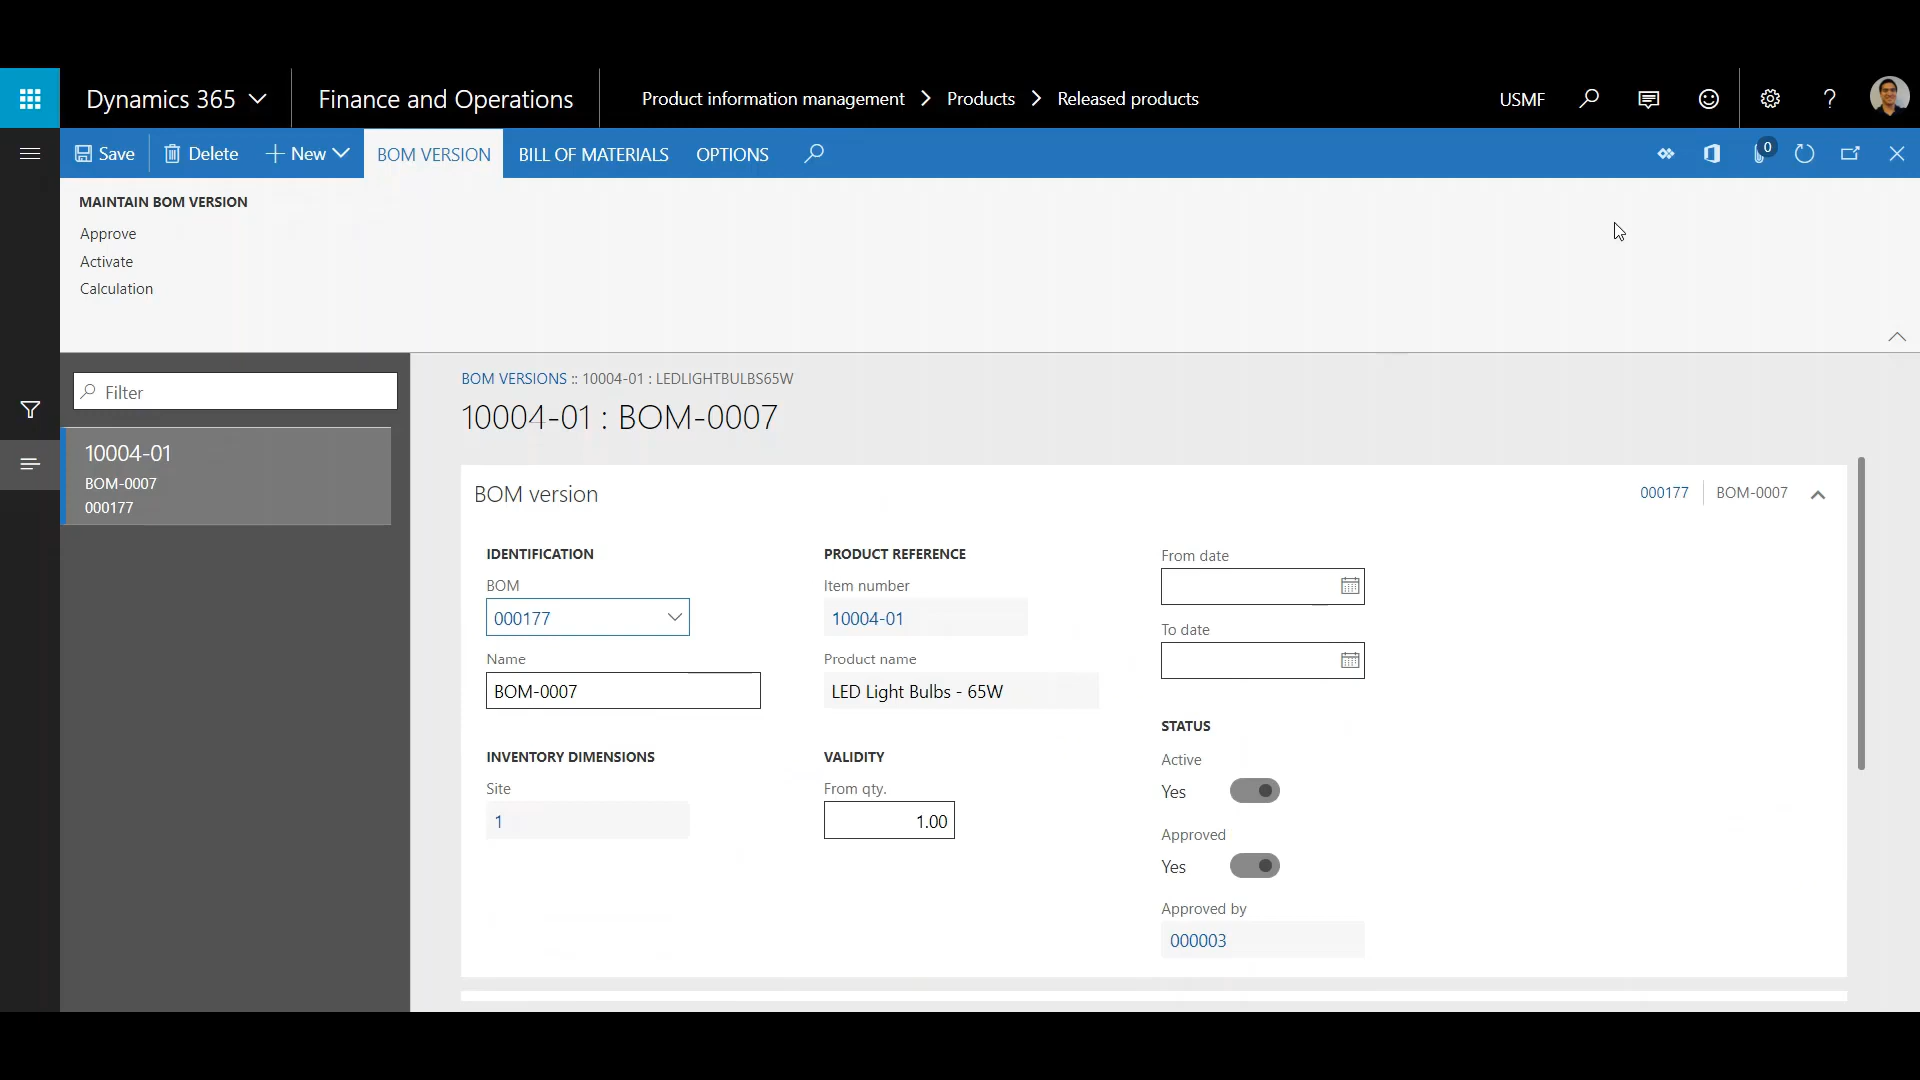 Dynamics 365
Finance and Operations
Product information management > Products > Released products
USMF
?
Save
Delete
+ New
BOM VERSION
BILL OF MATERIALS
OPTIONS
0
MAINTAIN BOM VERSION
Approve
Activate
Calculation
Filter
10004-01
BOM-0007
000177
BOM VERSIONS :: 10004-01 : LEDLIGHTBULBS65W
10004-01 : BOM-0007
BOM version
000177 | BOM-0007
IDENTIFICATION
BOM
000177
Name
BOM-0007
INVENTORY DIMENSIONS
Site
1
PRODUCT REFERENCE
Item number
10004-01
Product name
LED Light Bulbs - 65W
VALIDITY
From qty.
1.00
From date
To date
STATUS
Active
Yes
Approved
Yes
Approved by
000003